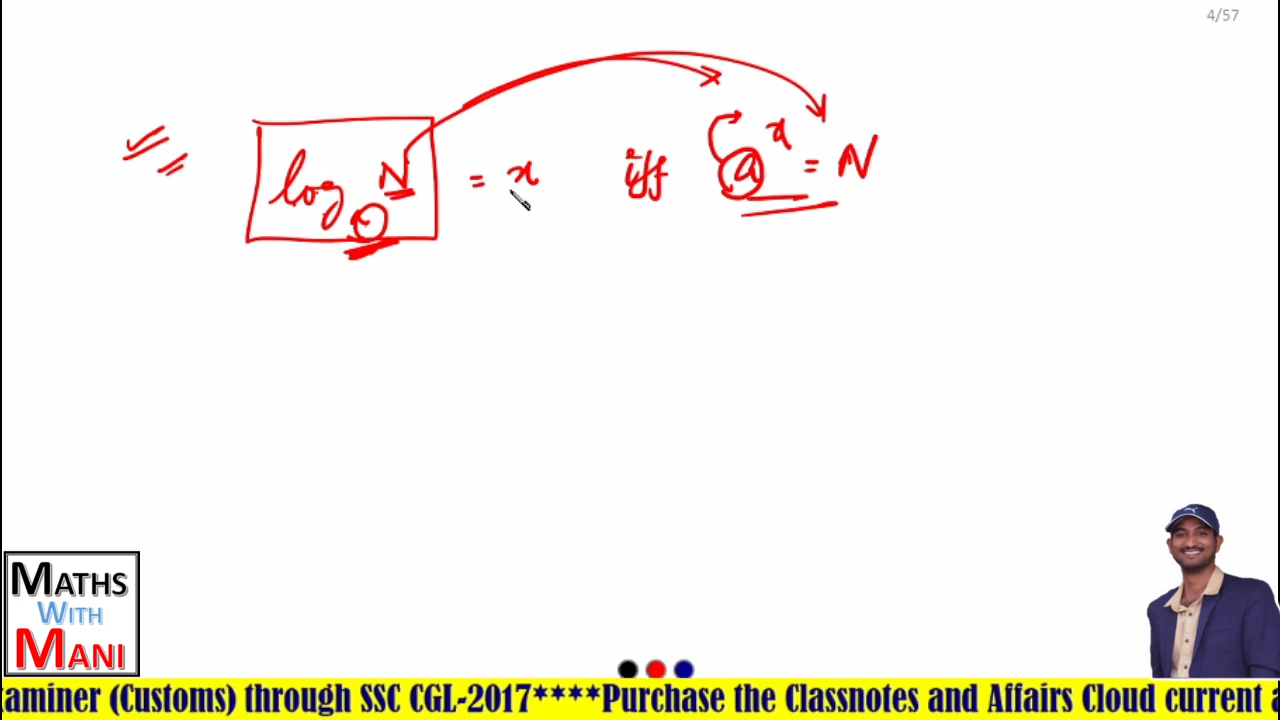 4/57
log_a N = x iff a^x = N
MATHS
WITH
MANI
xaminer (Customs) through SSC CGL-2017****Purchase the Classnotes and Affairs Cloud current a